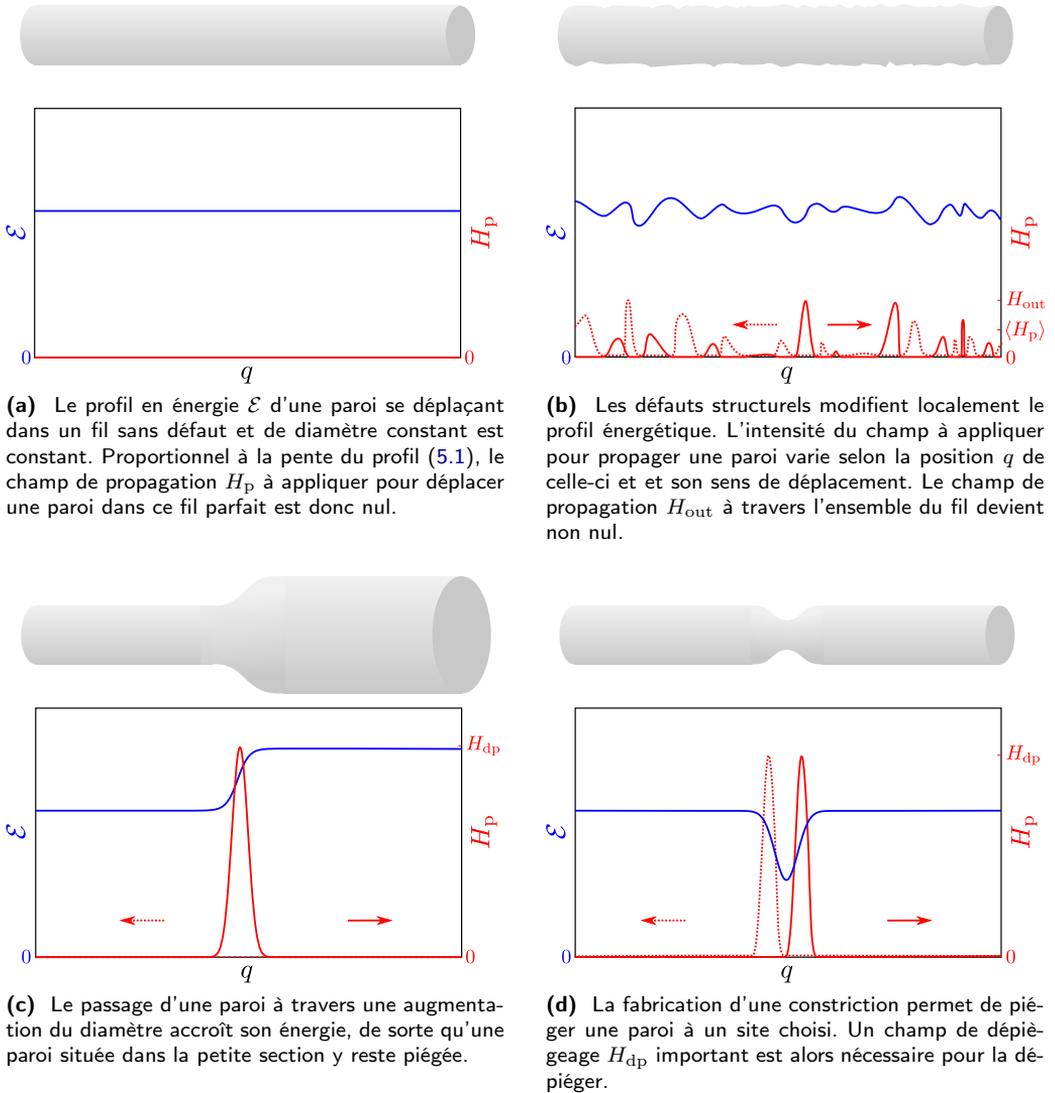 ℰ
H_p
0
0
q
(a) Le profil en énergie ℰ d'une paroi se déplaçant
dans un fil sans défaut et de diamètre constant est
constant. Proportionnel à la pente du profil (5.1), le
champ de propagation H_p à appliquer pour déplacer
une paroi dans ce fil parfait est donc nul.
ℰ
H_p
H_out
⟨H_p⟩
0
0
q
(b) Les défauts structurels modifient localement le
profil énergétique. L'intensité du champ à appliquer
pour propager une paroi varie selon la position q de
celle-ci et et son sens de déplacement. Le champ de
propagation H_out à travers l'ensemble du fil devient
non nul.
H_dp
ℰ
H_p
0
0
q
(c) Le passage d'une paroi à travers une augmenta-
tion du diamètre accroît son énergie, de sorte qu'une
paroi située dans la petite section y reste piégée.
H_dp
ℰ
H_p
0
0
q
(d) La fabrication d'une constriction permet de pié-
ger une paroi à un site choisi. Un champ de dépié-
geage H_dp important est alors nécessaire pour la dé-
piéger.